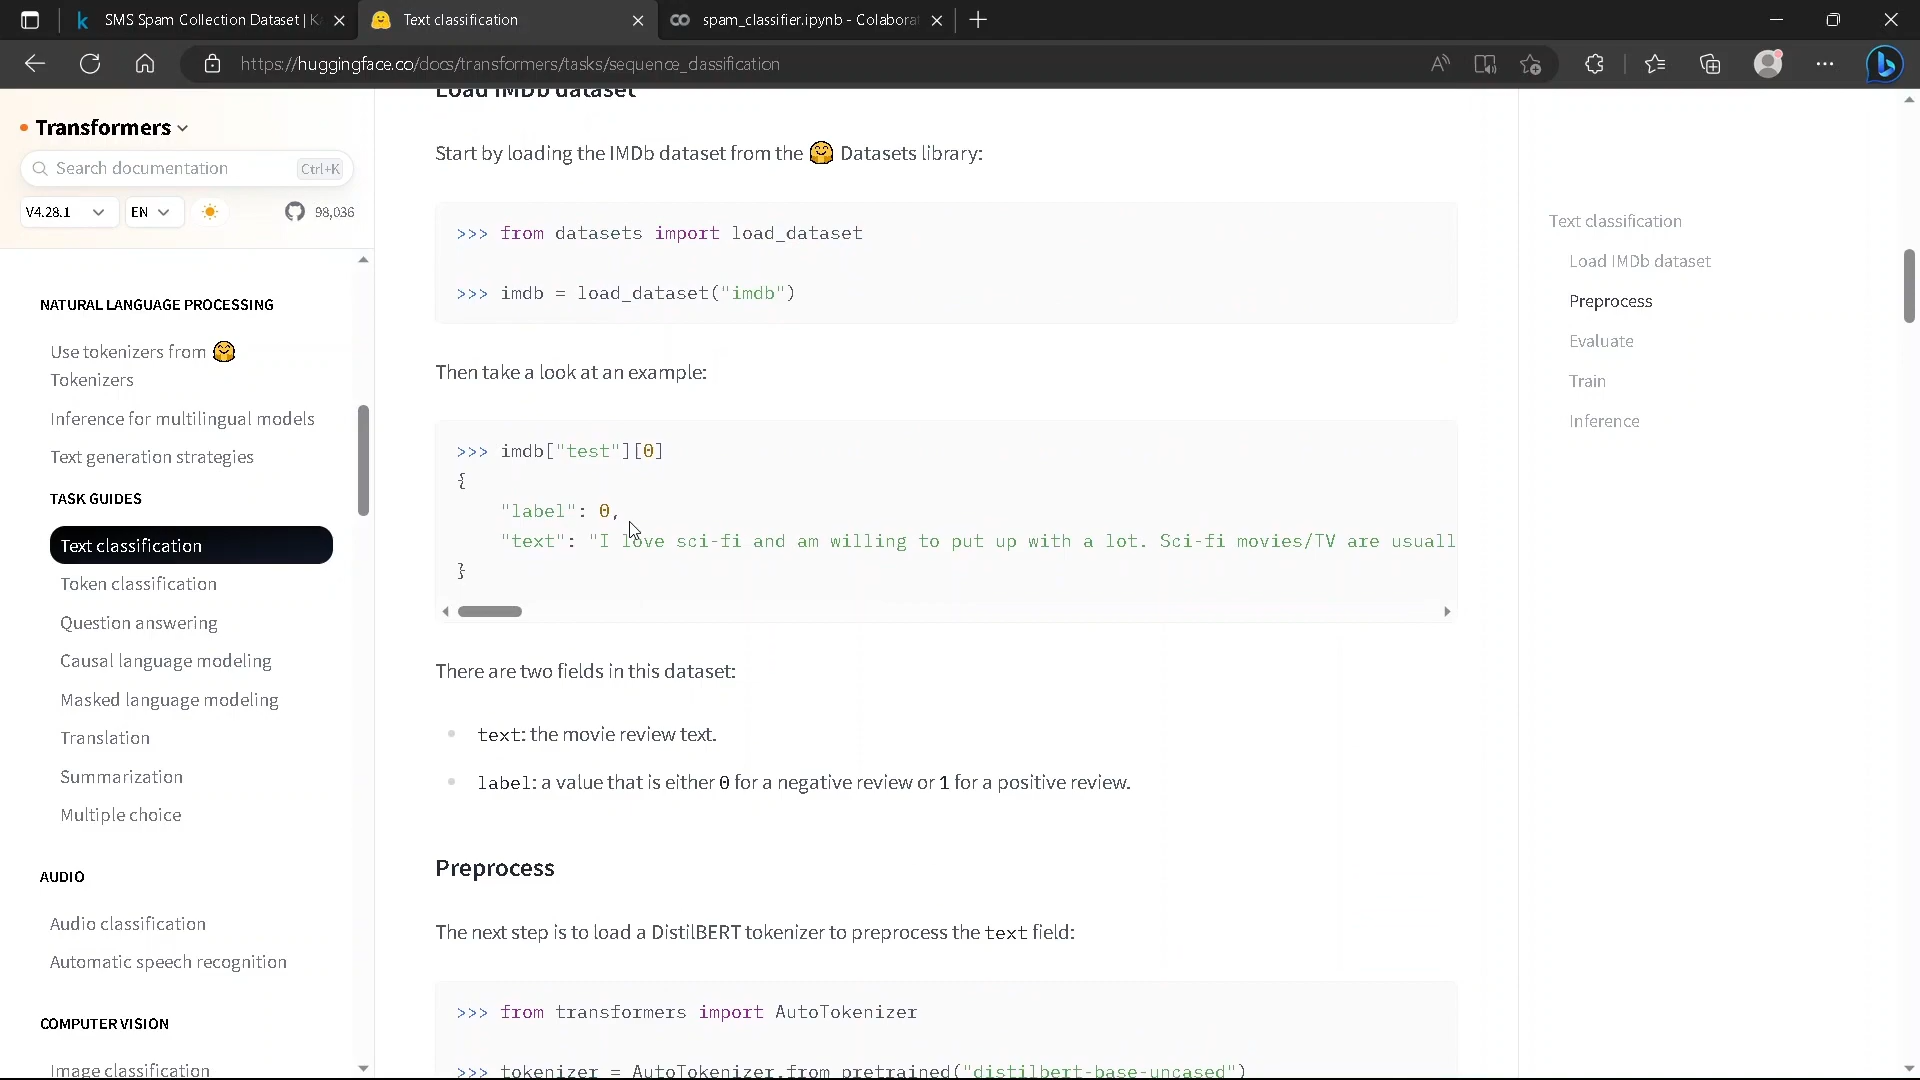 SMS Spam Collection Dataset | K
Text classification
spam_classifier.ipynb - Colabora
https://huggingface.co/docs/transformers/tasks/sequence_classification
Transformers
Search documentation Ctrl+K
V4.28.1 EN 98,036
NATURAL LANGUAGE PROCESSING
Use tokenizers from 🤗
Tokenizers
Inference for multilingual models
Text generation strategies
TASK GUIDES
Text classification
Token classification
Question answering
Causal language modeling
Masked language modeling
Translation
Summarization
Multiple choice
AUDIO
Audio classification
Automatic speech recognition
COMPUTER VISION
Image classification
Load IMDb dataset
Start by loading the IMDb dataset from the 🤗 Datasets library:
>>> from datasets import load_dataset
>>> imdb = load_dataset("imdb")
Then take a look at an example:
>>> imdb["test"][0]
{
"label": 0,
"text": "I love sci-fi and am willing to put up with a lot. Sci-fi movies/TV are usuall
}
There are two fields in this dataset:
text: the movie review text.
label: a value that is either 0 for a negative review or 1 for a positive review.
Preprocess
The next step is to load a DistilBERT tokenizer to preprocess the text field:
>>> from transformers import AutoTokenizer
>>> tokenizer = AutoTokenizer.from_pretrained("distilbert-base-uncased")
Text classification
Load IMDb dataset
Preprocess
Evaluate
Train
Inference